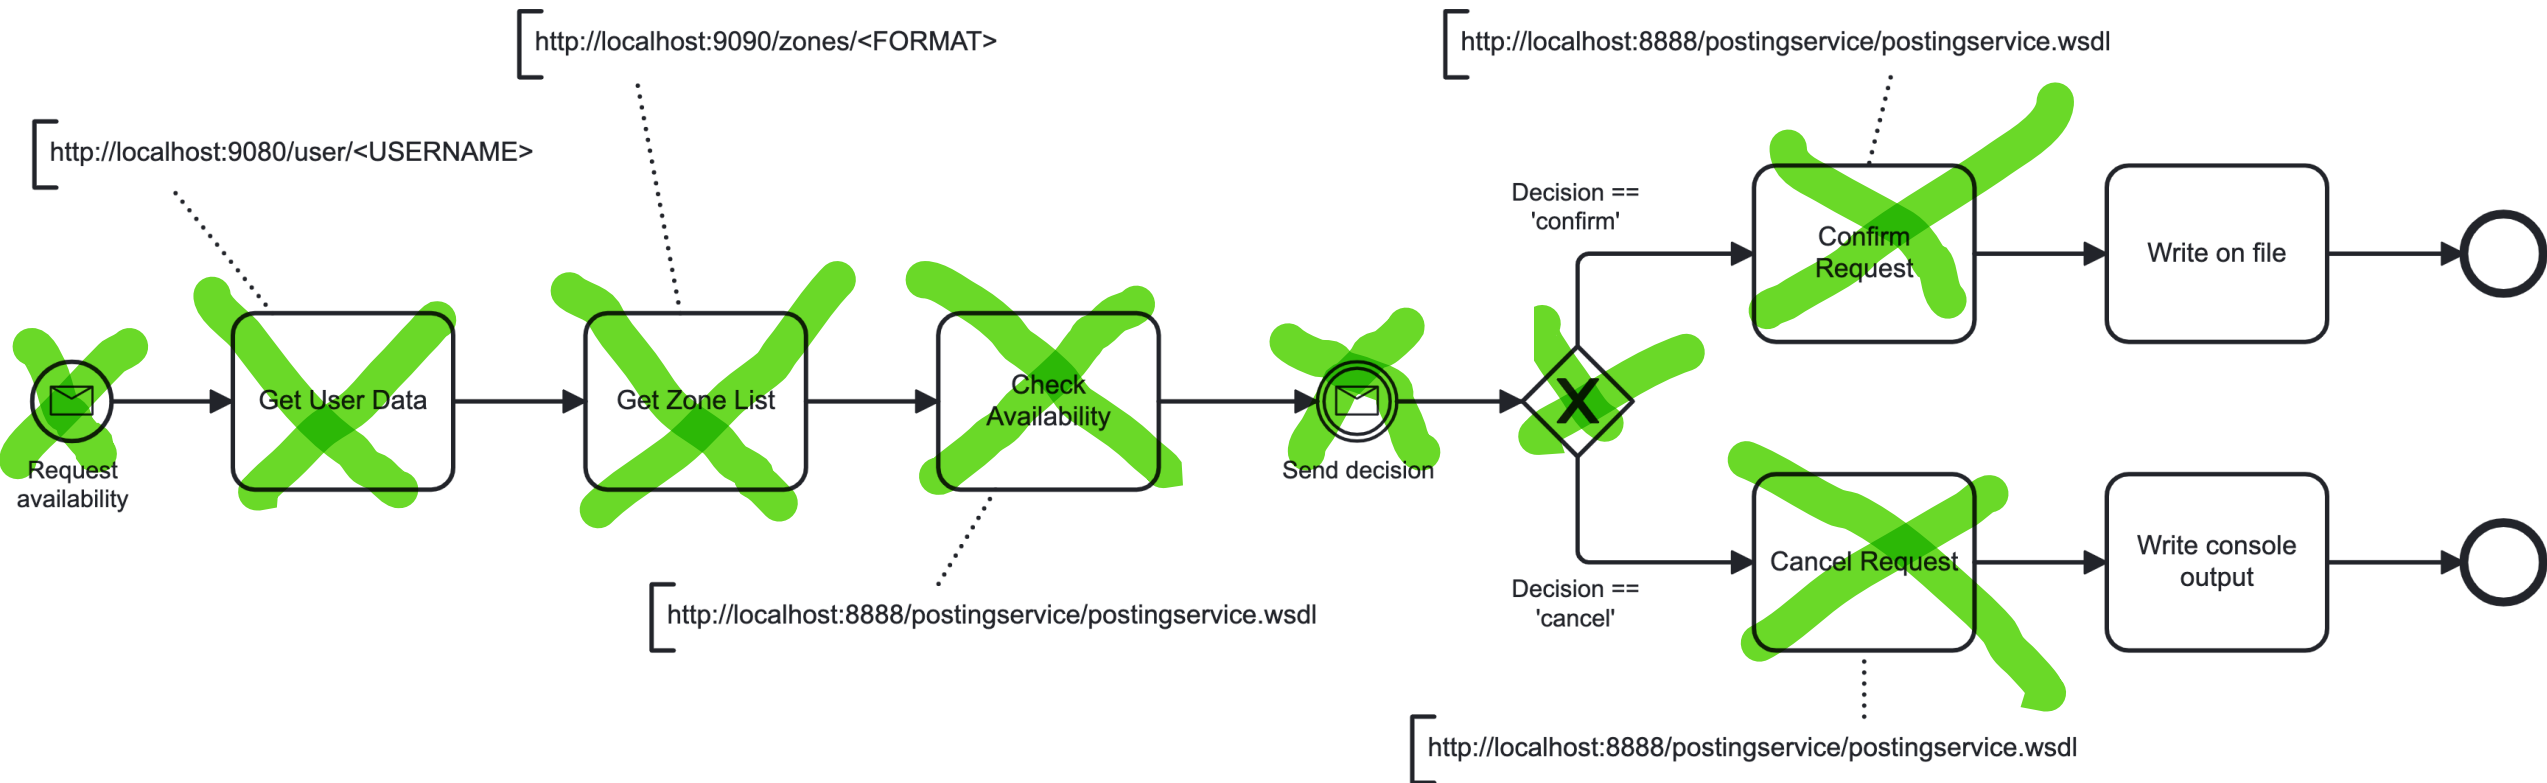 http://localhost:9090/zones/<FORMAT>
http://localhost:8888/postingservice/postingservice.wsdl
http://localhost:9080/user/<USERNAME>
Decision ==
'confirm'
Confirm
Request
Write on file
Request
availability
Get User Data
Get Zone List
Check
Availability
Send decision
X
Decision ==
'cancel'
Cancel Request
Write console
output
http://localhost:8888/postingservice/postingservice.wsdl
http://localhost:8888/postingservice/postingservice.wsdl